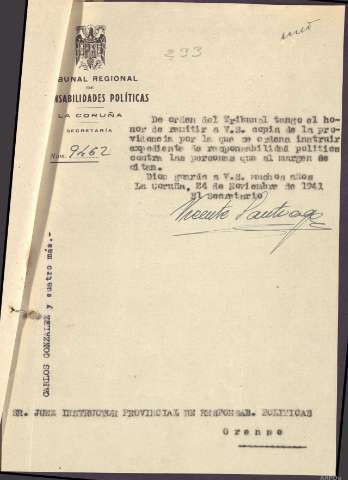 293
BUNAL REGIONAL
DE
NSABILIDADES POLÍTICAS
LA CORUÑA
SECRETARÍA
Núm. 9462
De orden del Tribunal tengo el ho-
nor de remitir a V.S. copia de la pro-
videncia por la que se ordena instruir
expediente de responsabilidad política
contra las personas que al margen se
citan.
Dios guarde a V.S. muchos años
La Coruña, 24 de Noviembre de 1941
El Secretario
Vicente Santiago
CARLOS GONZALEZ y cuatro más.-
SR. JUEZ INSTRUCTOR PROVINCIAL DE RESPONSAB. POLITICAS
Orense